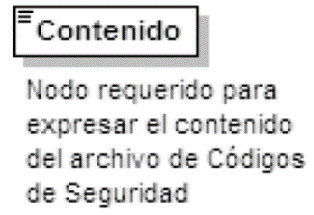 Contenido
Nodo requerido para
expresar el contenido
del archivo de Códigos
de Seguridad